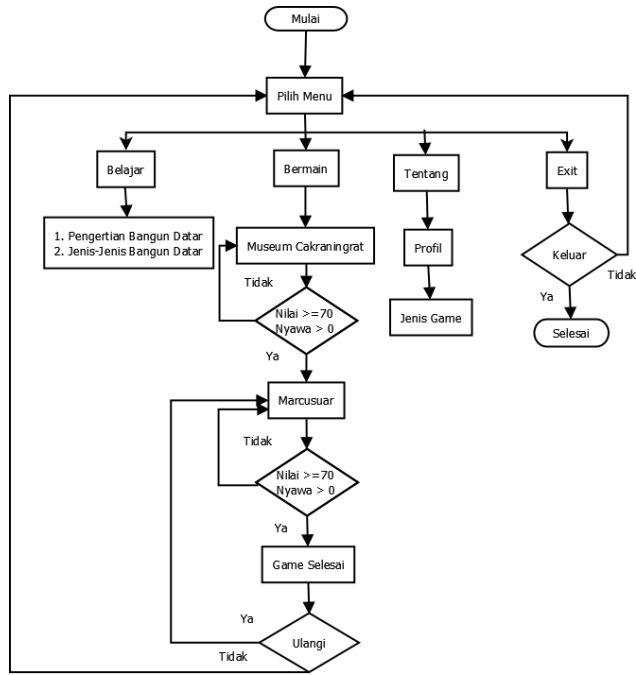 Mulai
Pilih Menu
Belajar
Bermain
Tentang
Exit
1. Pengertian Bangun Datar
2. Jenis-Jenis Bangun Datar
Museum Cakraningrat
Profil
Keluar
Tidak
Tidak
Ya
Nilai >=70
Nyawa > 0
Jenis Game
Selesai
Ya
Marcusuar
Tidak
Nilai >=70
Nyawa > 0
Ya
Game Selesai
Ya
Ulangi
Tidak